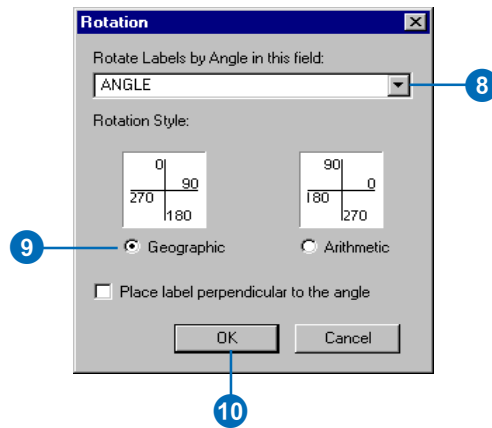 Rotation
Rotate Labels by Angle in this field:
ANGLE
8
Rotation Style:
0
90
270
180
90
0
180
270
9
Geographic
Arithmetic
Place label perpendicular to the angle
OK
Cancel
10